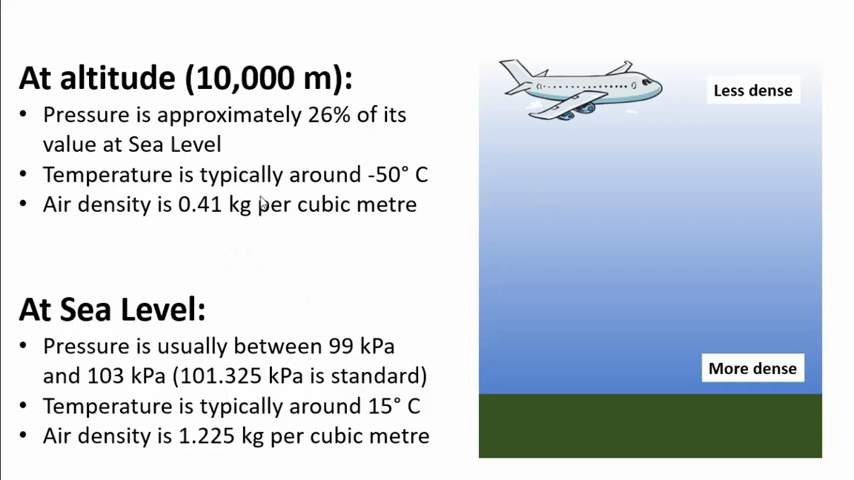 At altitude (10,000 m):
• Pressure is approximately 26% of its
value at Sea Level
• Temperature is typically around -50° C
• Air density is 0.41 kg per cubic metre
At Sea Level:
• Pressure is usually between 99 kPa
and 103 kPa (101.325 kPa is standard)
• Temperature is typically around 15° C
• Air density is 1.225 kg per cubic metre
Less dense
More dense